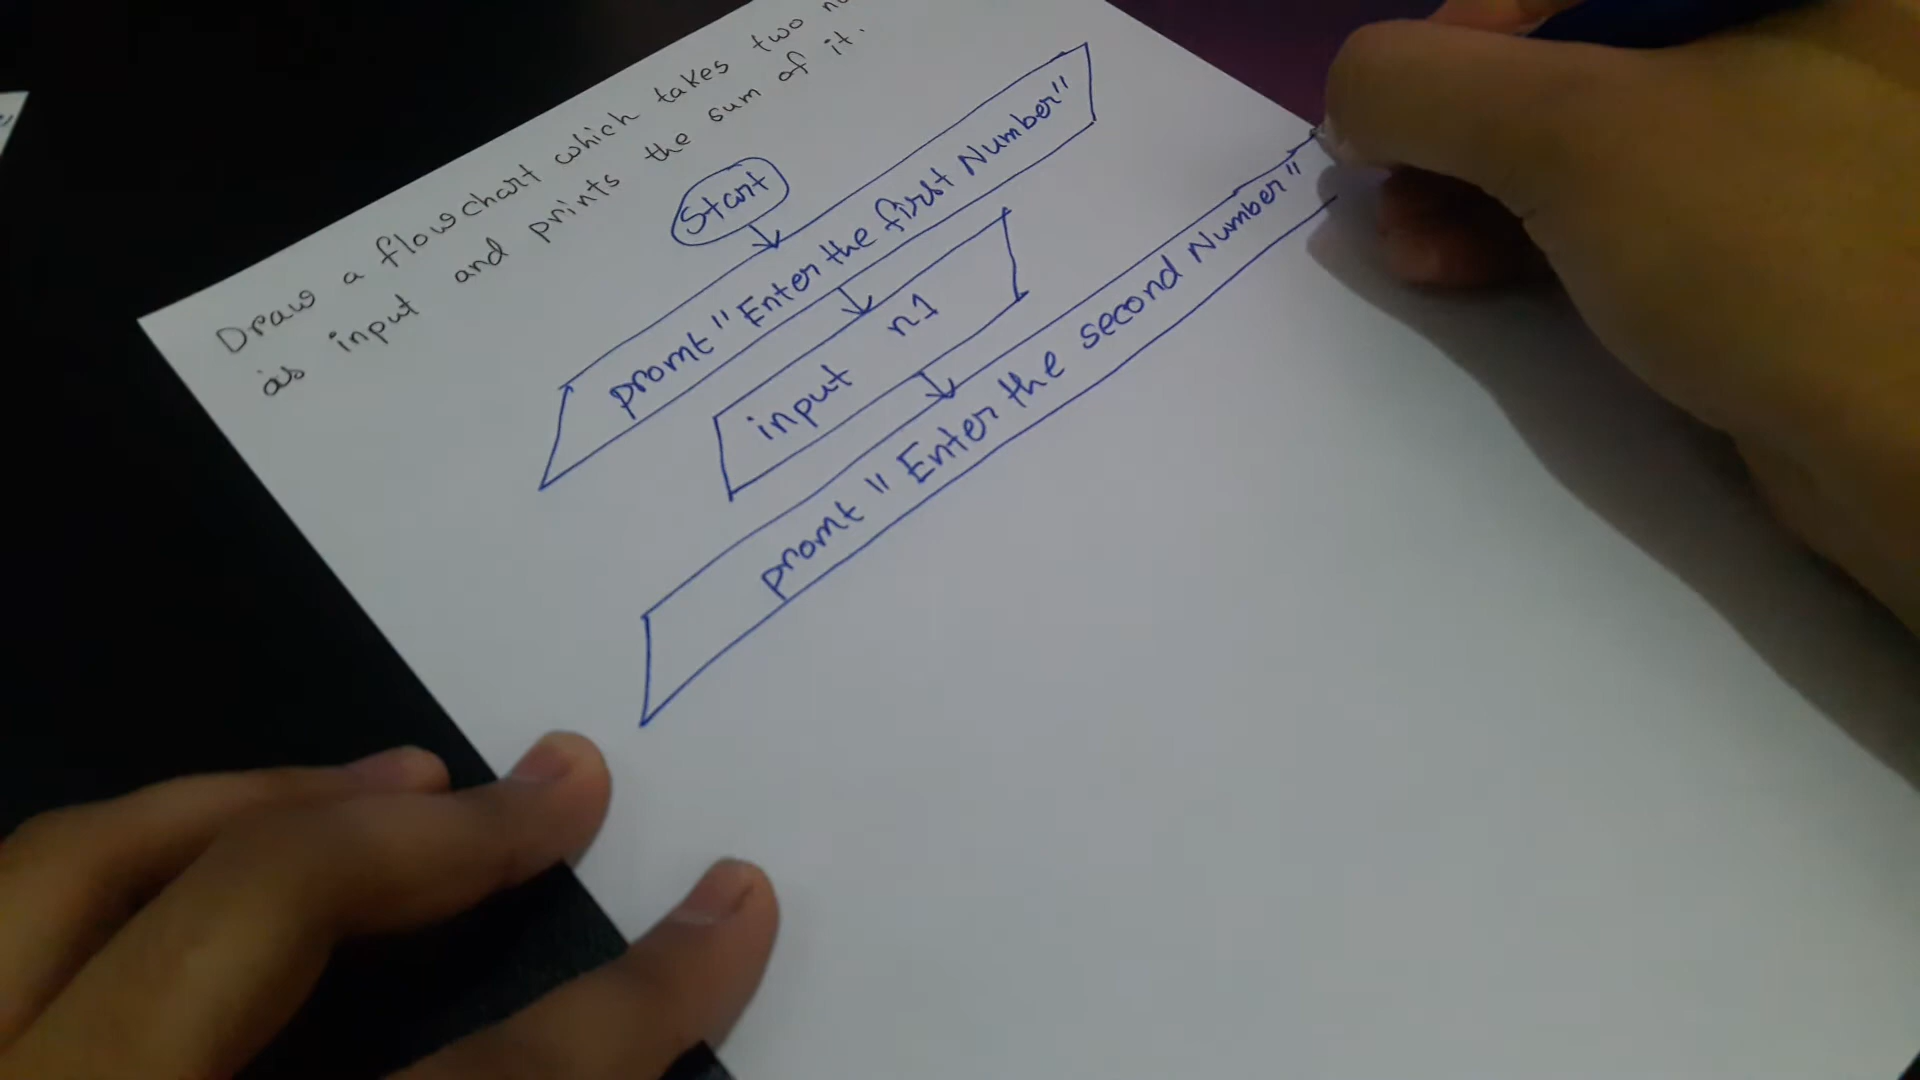 Draw a flowchart which takes two
as input and prints the sum of it.
Start
promt "Enter the first Number"
input n1
promt "Enter the second Number"